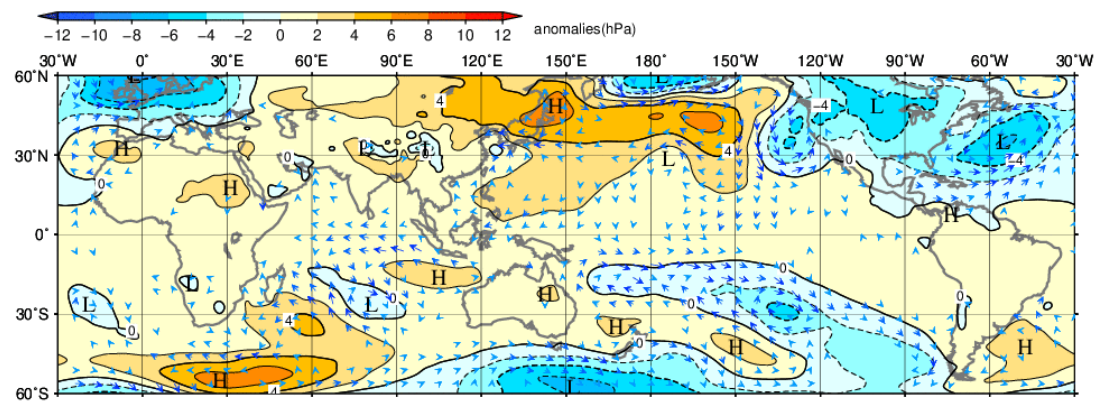 −12 −10 −8 −6 −4 −2 0 2 4 6 8 10 12 anomalies(hPa)
30°W 0° 30°E 60°E 90°E 120°E 150°E 180° 150°W 120°W 90°W 60°W 30°W
60°N L L
4 H −4 L
H 0 L 4 L 0 L −4
0 H H
0°
H 0
L L 0 H 0
L 0 4 H 0 0
H 0 H H
H 4 L
30°N
30°S
60°S